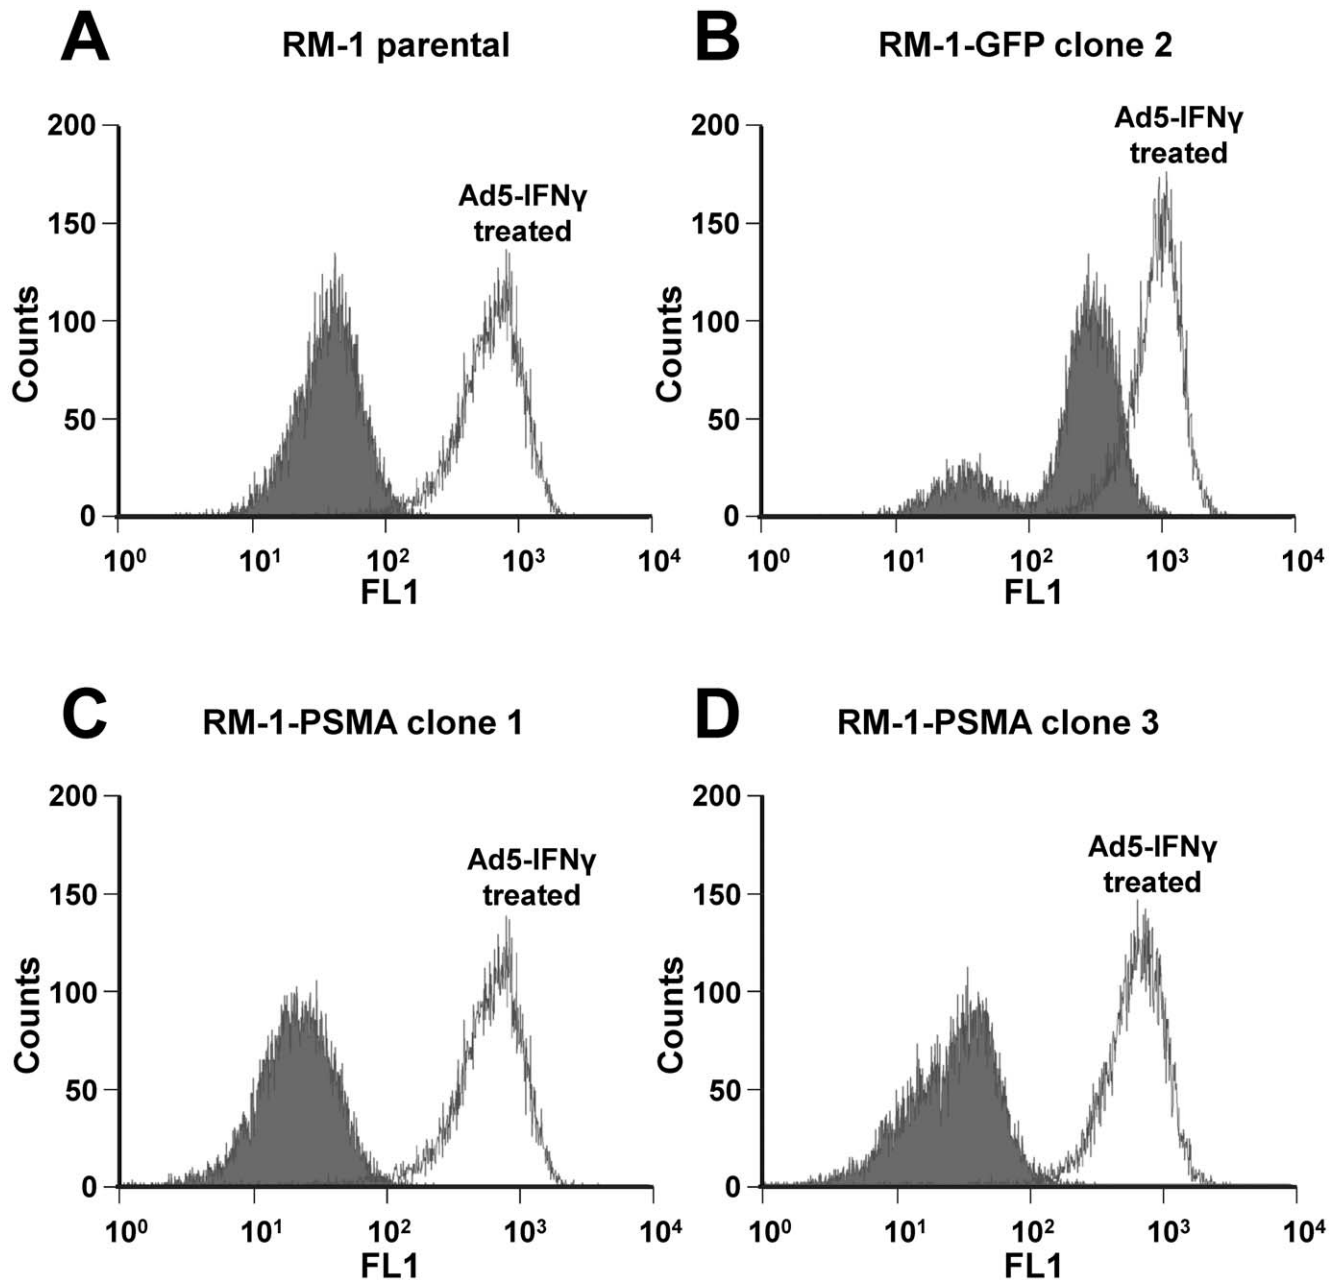 A
RM-1 parental
200
150
100
50
0
Counts
Ad5-IFNγ
treated
10⁰ 10¹ 10² 10³ 10⁴
FL1
B
RM-1-GFP clone 2
200
150
100
50
0
Counts
Ad5-IFNγ
treated
10⁰ 10¹ 10² 10³ 10⁴
FL1
C
RM-1-PSMA clone 1
200
150
100
50
0
Counts
Ad5-IFNγ
treated
10⁰ 10¹ 10² 10³ 10⁴
FL1
D
RM-1-PSMA clone 3
200
150
100
50
0
Counts
Ad5-IFNγ
treated
10⁰ 10¹ 10² 10³ 10⁴
FL1